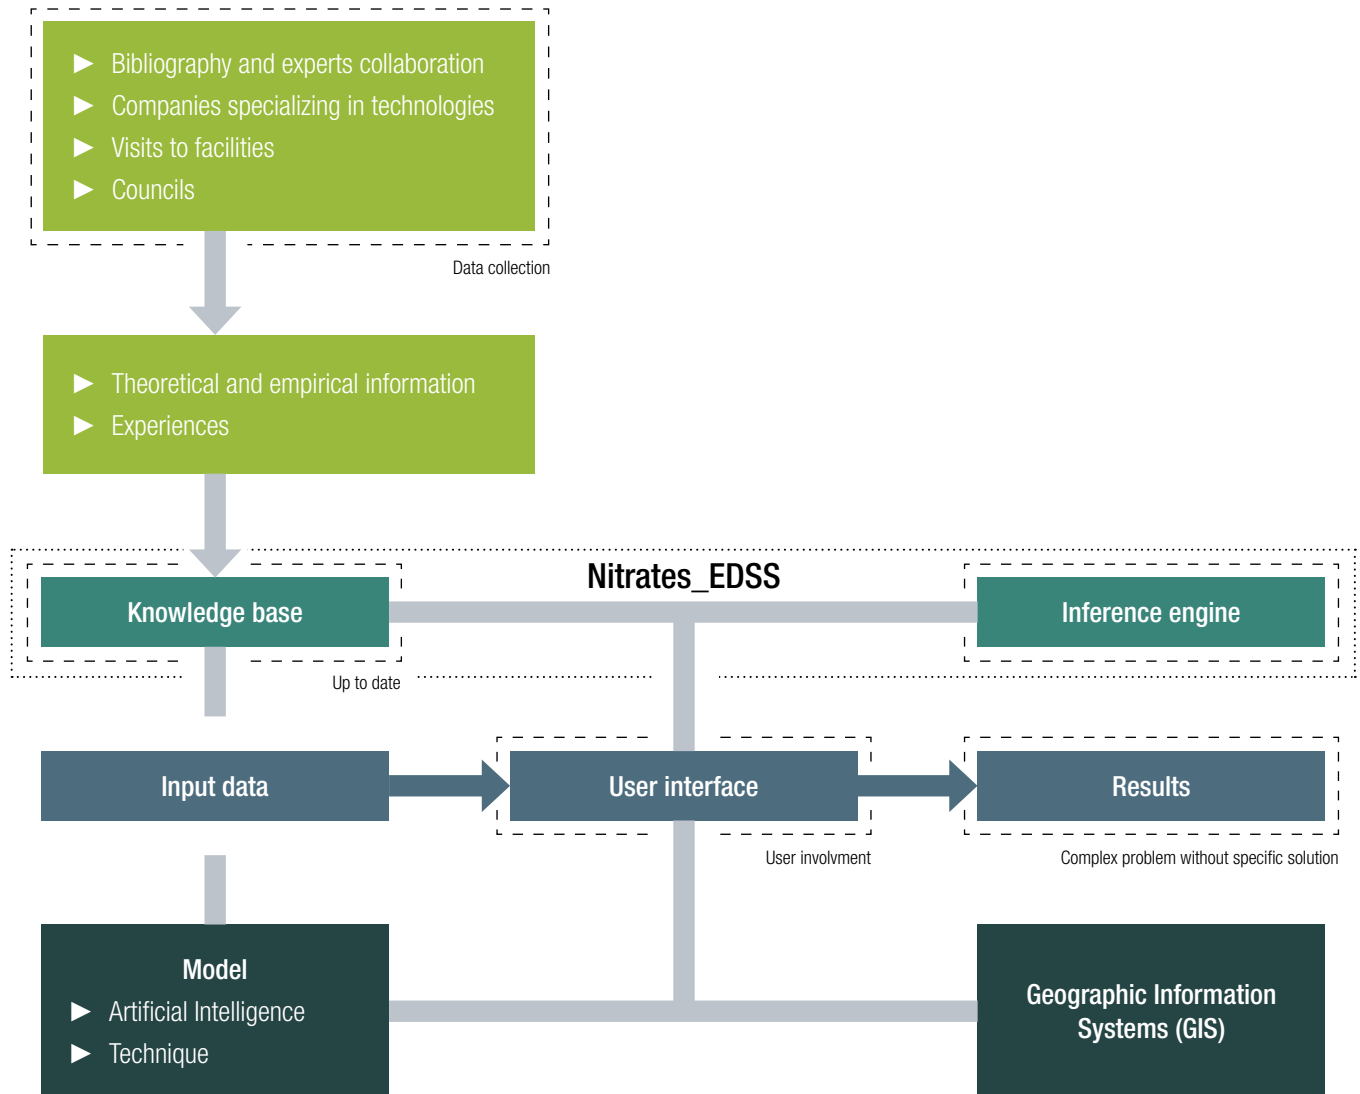 ► Bibliography and experts collaboration
► Companies specializing in technologies
► Visits to facilities
► Councils
Data collection
► Theoretical and empirical information
► Experiences
Nitrates_EDSS
Knowledge base
Inference engine
Up to date
Input data
User interface
Results
User involvment
Complex problem without specific solution
Model
► Artificial Intelligence
► Technique
Geographic Information
Systems (GIS)